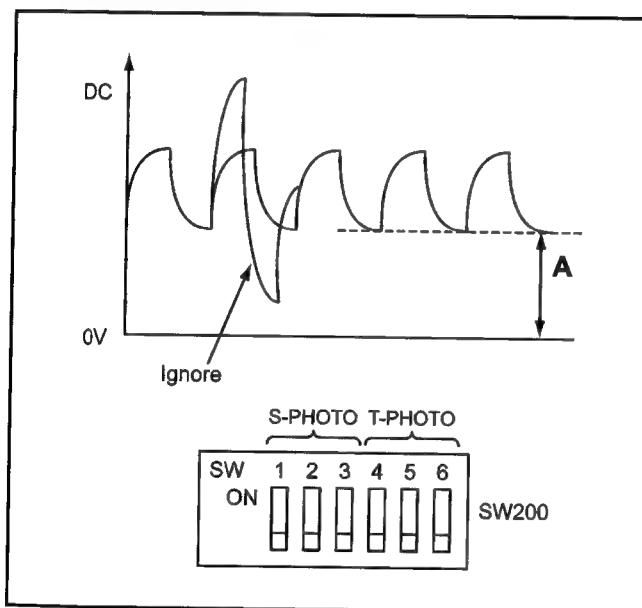 DC
A
0V
Ignore
S-PHOTO T-PHOTO
SW 1 2 3 4 5 6
ON
SW200